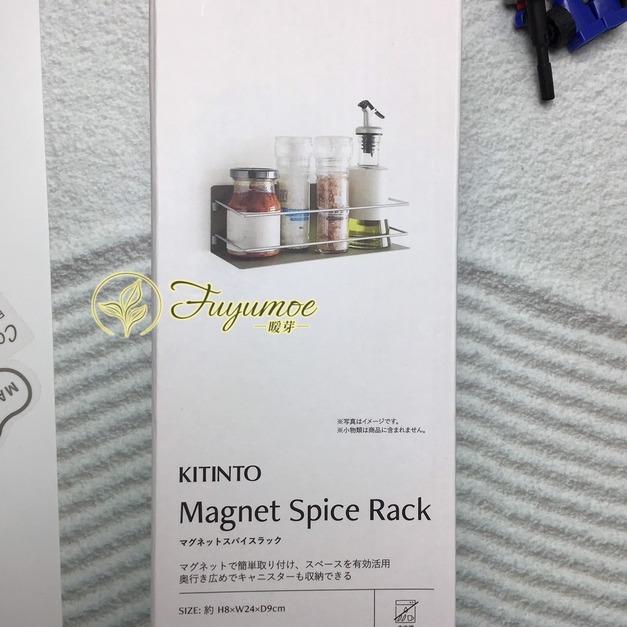 Fuyumoe
暖芽
※写真はイメージです。
※小物類は商品に含まれません。
KITINTO
Magnet Spice Rack
マグネットスパイスラック
マグネットで簡単取り付け、スペースを有効活用
奥行き広めでキャニスターも収納できる
SIZE: 約 H8×W24×D9cm
MA